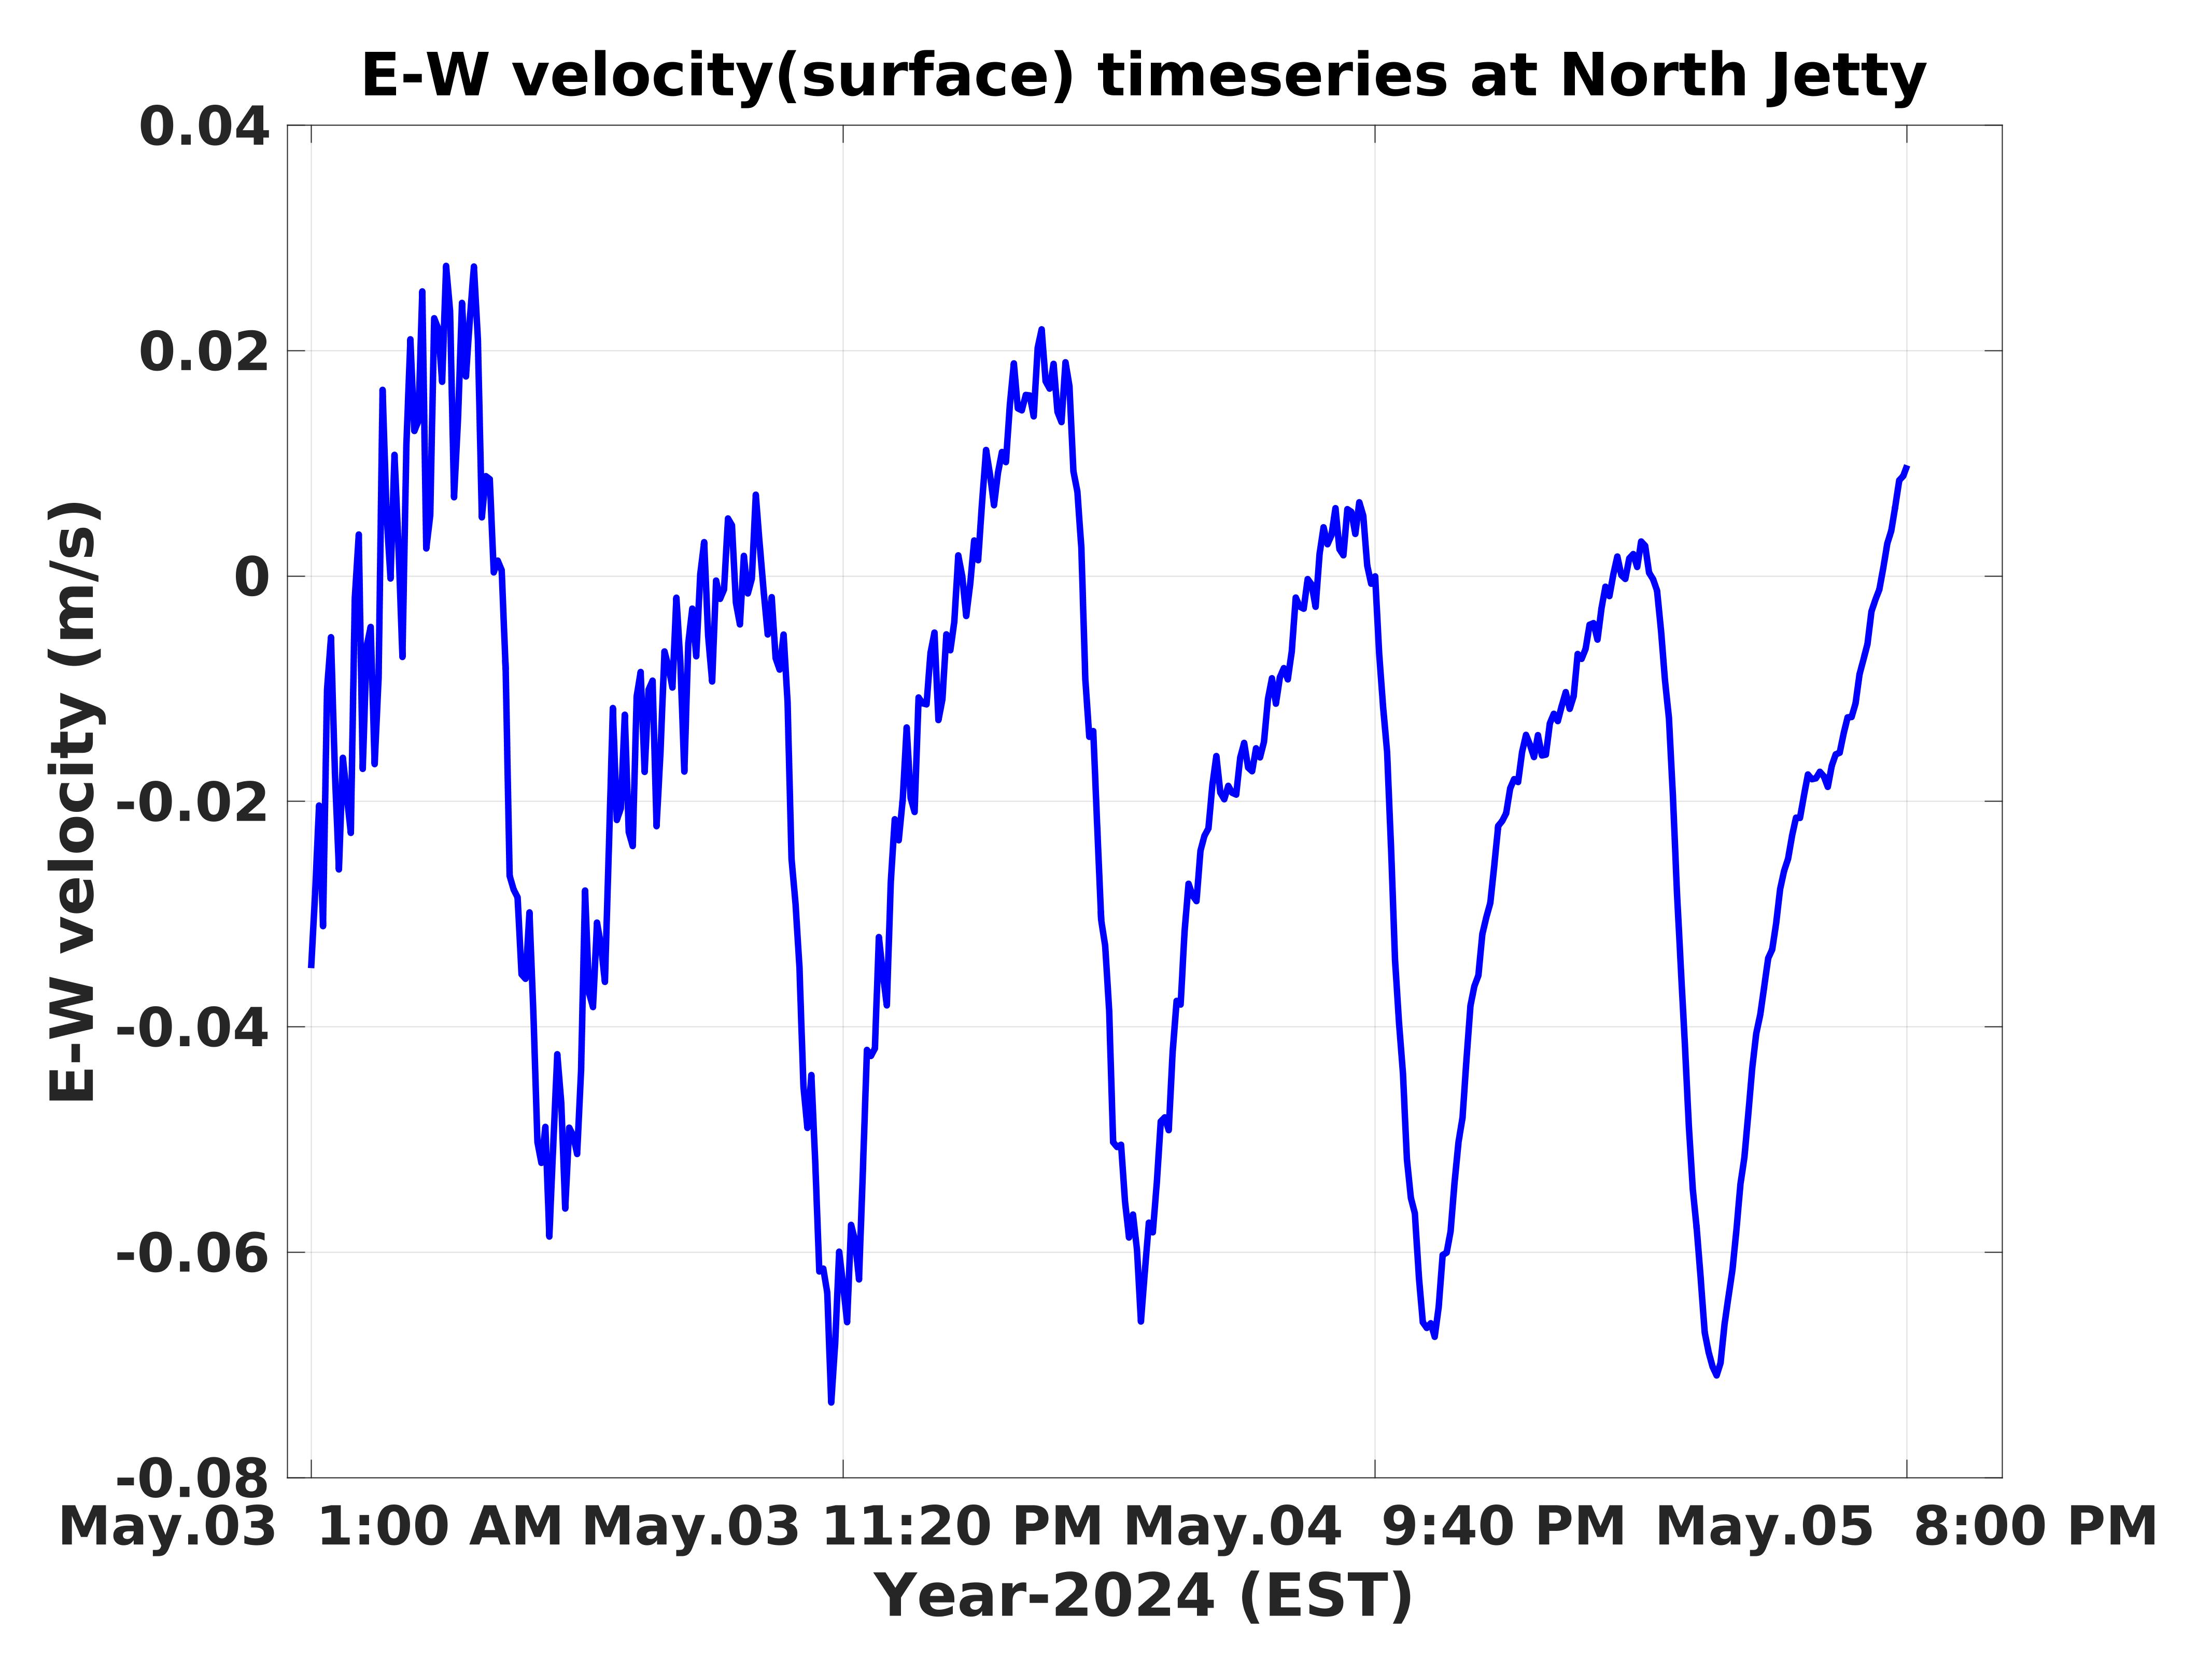 E-W velocity(surface) timeseries at North Jetty
0.04
0.02
0
-0.02
-0.04
-0.06
-0.08
E-W velocity (m/s)
May.03 1:00 AM May.03 11:20 PM May.04 9:40 PM May.05 8:00 PM
Year-2024 (EST)